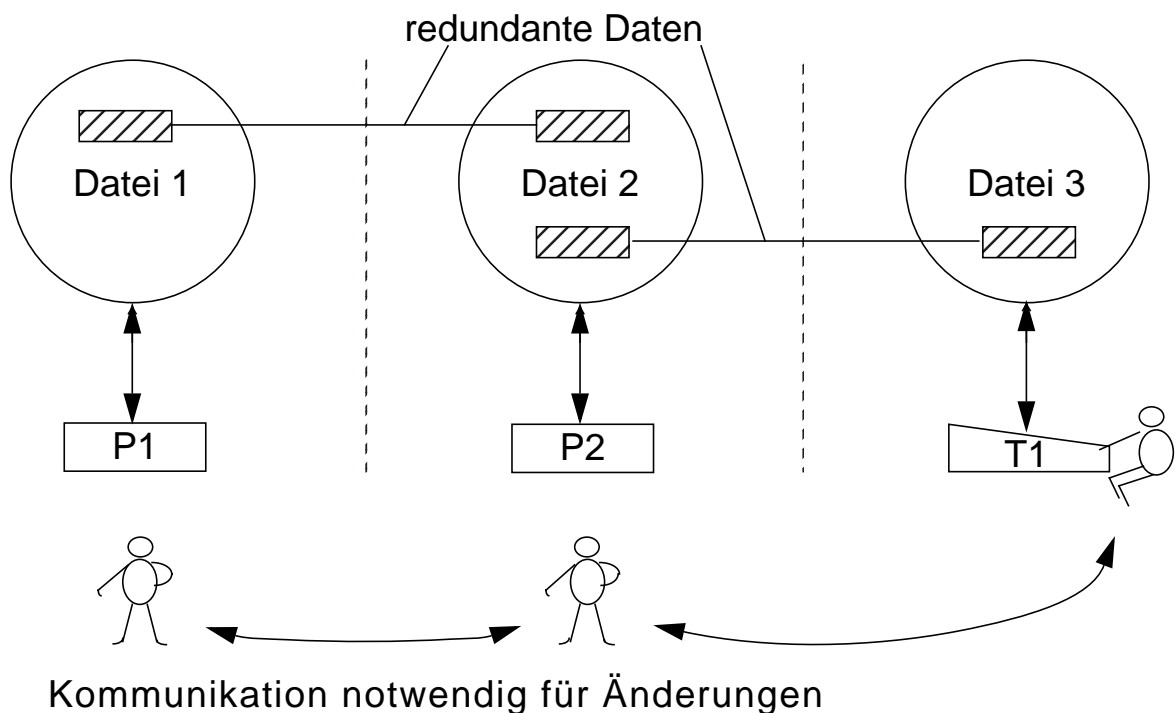 redundante Daten
Datei 1
Datei 2
Datei 3
P1
P2
T1
Kommunikation notwendig für Änderungen